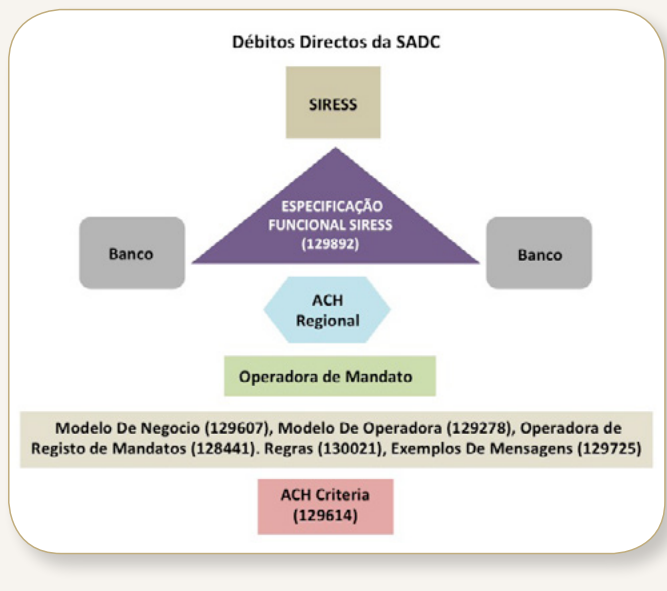 Débitos Directos da SADC
SIRESS
ESPECIFICAÇÃO
FUNCIONAL SIRESS
(129892)
Banco
Banco
ACH
Regional
Operadora de Mandato
Modelo De Negocio (129607), Modelo De Operadora (129278), Operadora de
Registo de Mandatos (128441). Regras (130021), Exemplos De Mensagens (129725)
ACH Criteria
(129614)